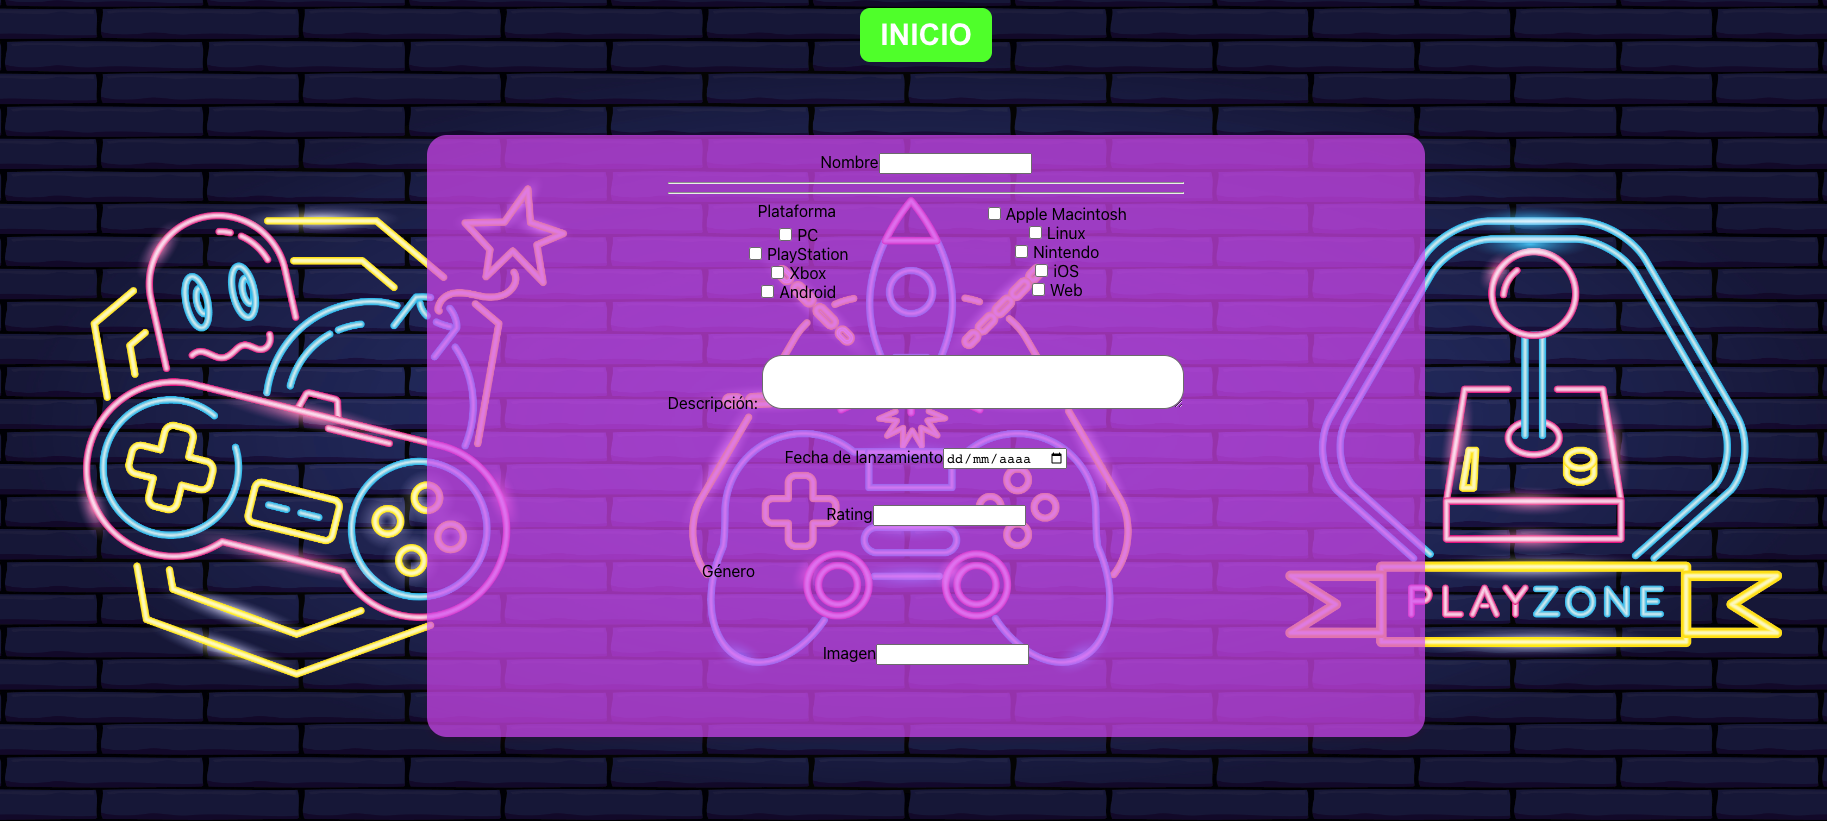 INICIO
Nombre
Plataforma
PC
PlayStation
Xbox
Android
Apple Macintosh
Linux
Nintendo
iOS
Web
Descripción:
Fecha de lanzamiento dd/mm/aaaa
Rating
Género
Imagen
PLAYZONE